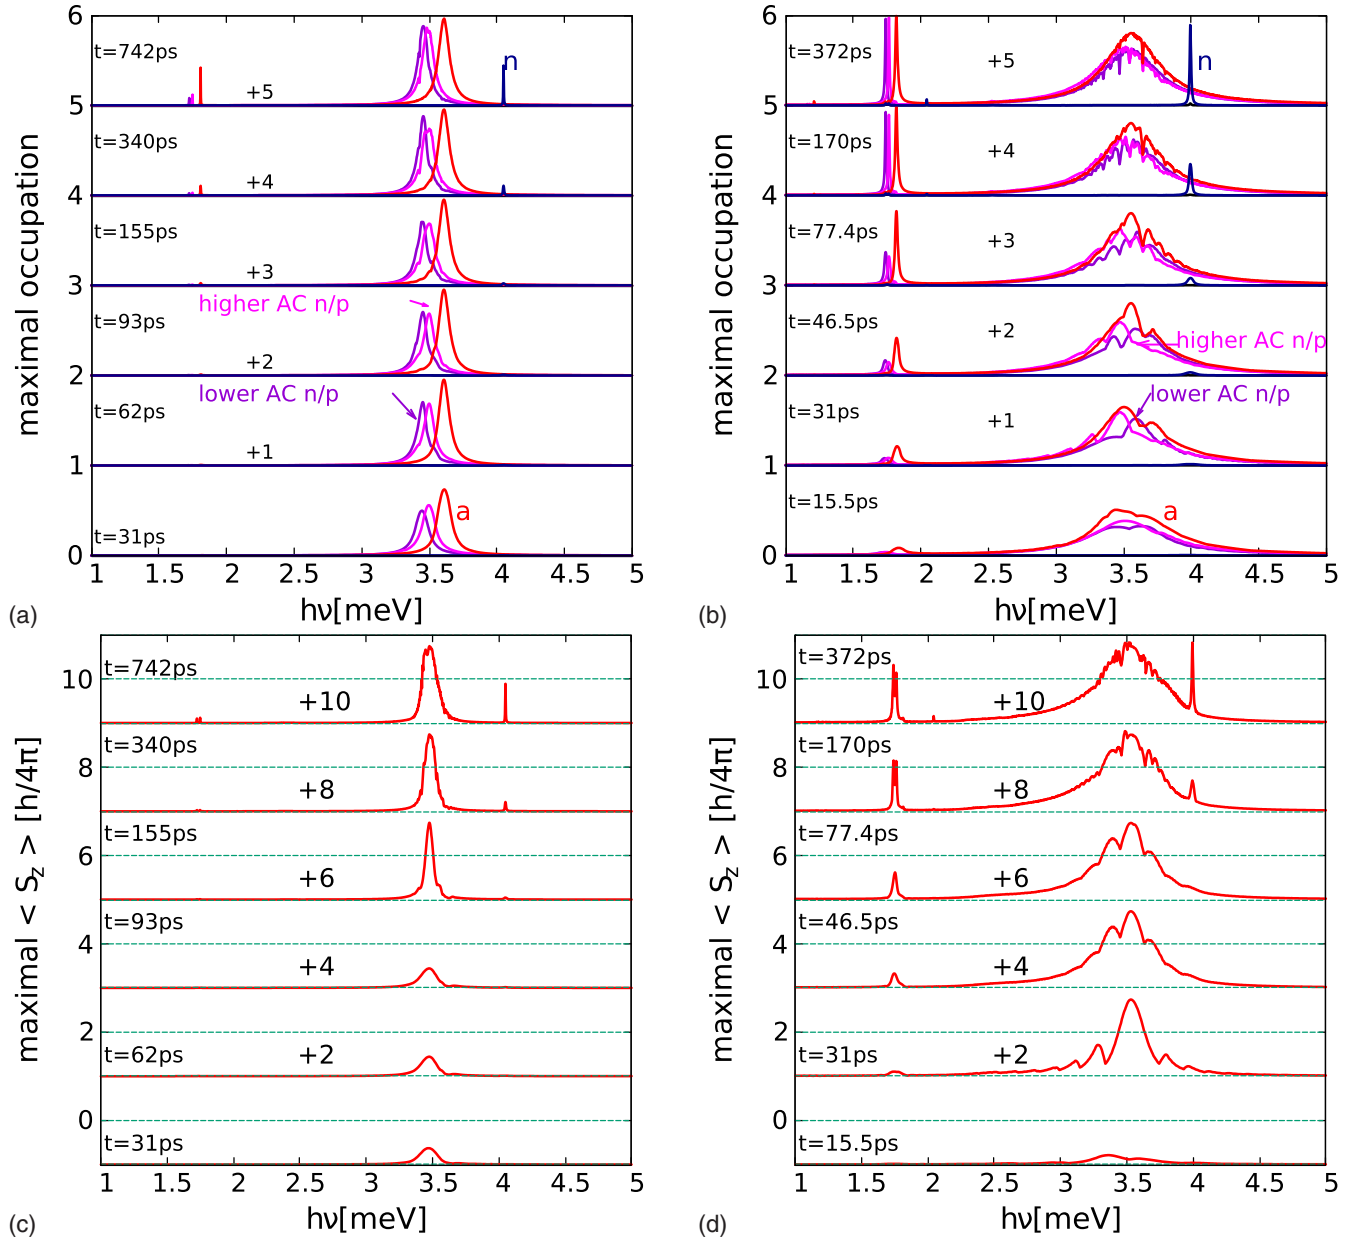 maximal occupation
6
5
4
3
2
1
0
t=742ps
+5
n
t=340ps
+4
t=155ps
+3
higher AC n/p
t=93ps
+2
lower AC n/p
t=62ps
+1
a
t=31ps
1 1.5 2 2.5 3 3.5 4 4.5 5
hν[meV]
(a)
maximal occupation
6
5
4
3
2
1
0
t=372ps
+5
n
t=170ps
+4
t=77.4ps
+3
t=46.5ps
+2
higher AC n/p
t=31ps
+1
lower AC n/p
t=15.5ps
a
1 1.5 2 2.5 3 3.5 4 4.5 5
hν[meV]
(b)
maximal < S_z > [h/4π]
10
8
6
4
2
0
t=742ps
+10
t=340ps
+8
t=155ps
+6
t=93ps
+4
t=62ps
+2
t=31ps
1 1.5 2 2.5 3 3.5 4 4.5 5
hν[meV]
(c)
maximal < S_z > [h/4π]
10
8
6
4
2
0
t=372ps
+10
t=170ps
+8
t=77.4ps
+6
t=46.5ps
+4
t=31ps
+2
t=15.5ps
1 1.5 2 2.5 3 3.5 4 4.5 5
hν[meV]
(d)